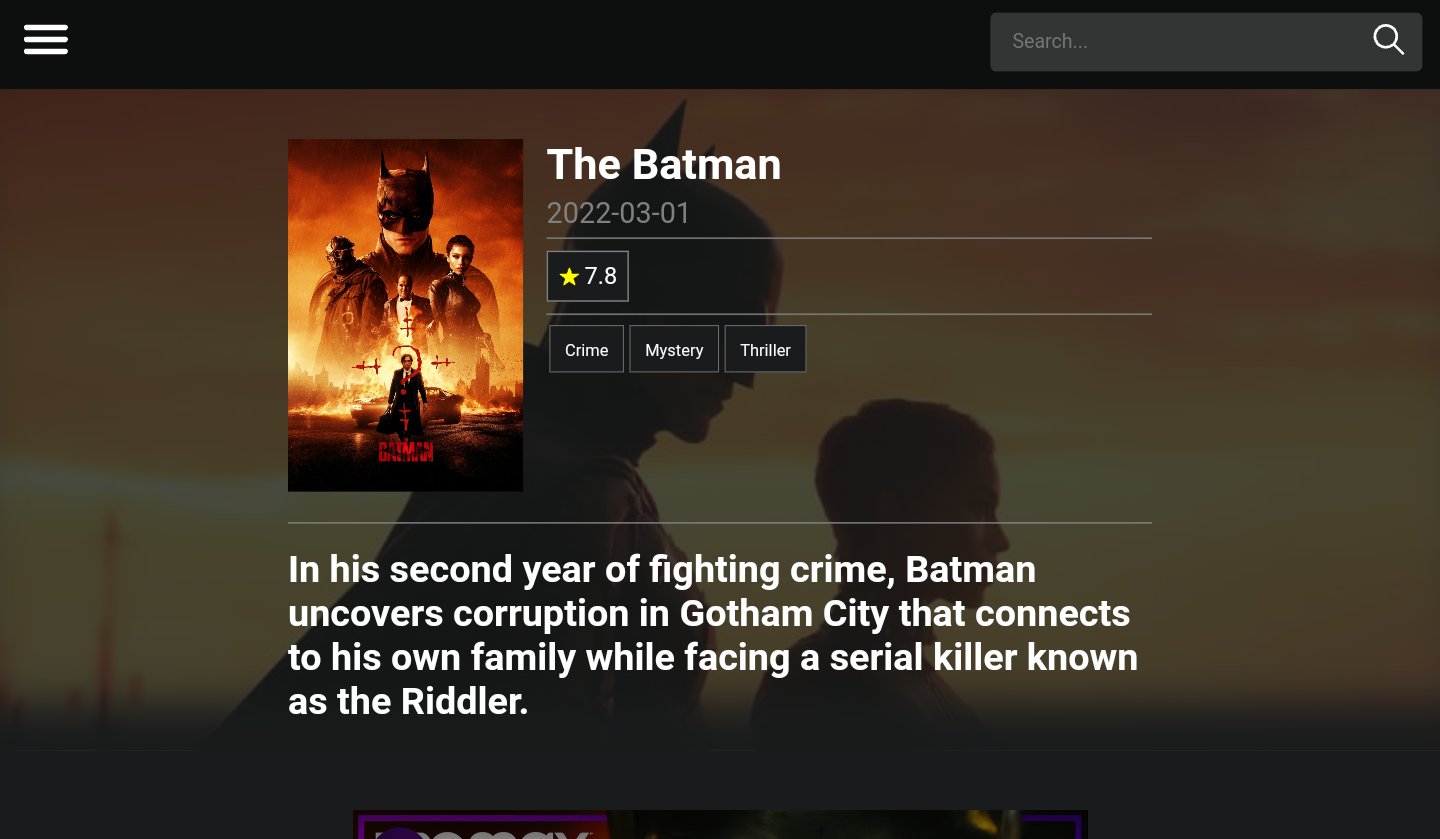 Search...
The Batman
2022-03-01
7.8
Crime Mystery Thriller
BATMAN
In his second year of fighting crime, Batman
uncovers corruption in Gotham City that connects
to his own family while facing a serial killer known
as the Riddler.